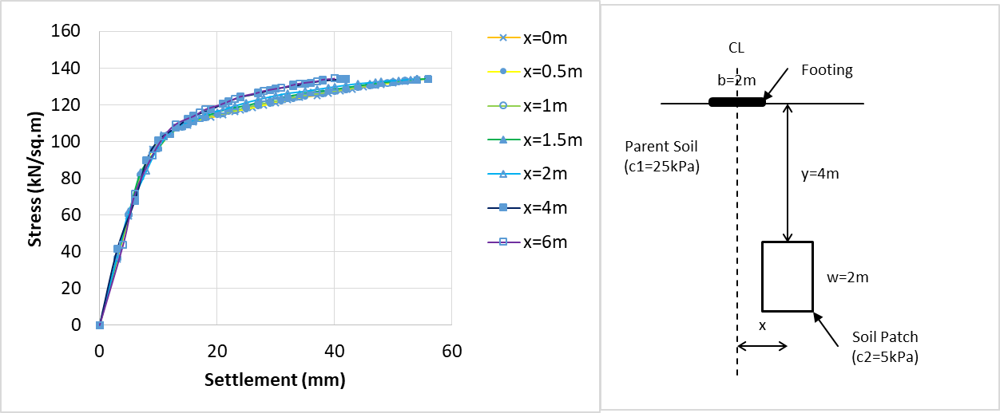 Stress (kN/sq.m)
160
140
120
100
80
60
40
20
0
0 20 40 60
Settlement (mm)
x=0m
x=0.5m
x=1m
x=1.5m
x=2m
x=4m
x=6m
CL
Footing
b=2m
Parent Soil
(c1=25kPa)
y=4m
w=2m
x
Soil Patch
(c2=5kPa)